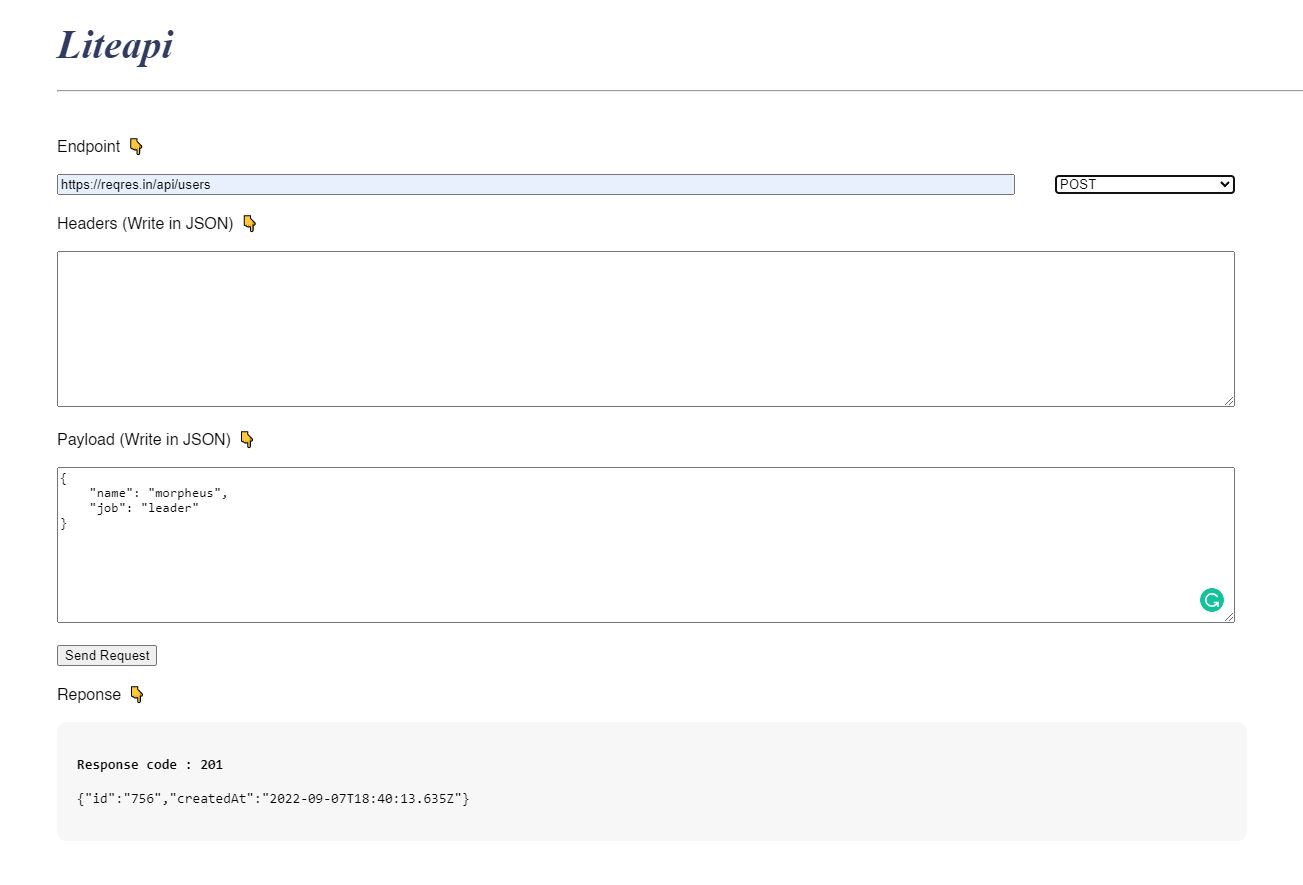 Liteapi
Endpoint 👇
https://reqres.in/api/users POST
Headers (Write in JSON) 👇
Payload (Write in JSON) 👇
{
    "name": "morpheus",
    "job": "leader"
}
Send Request
Reponse 👇
Response code : 201
{"id":"756","createdAt":"2022-09-07T18:40:13.635Z"}